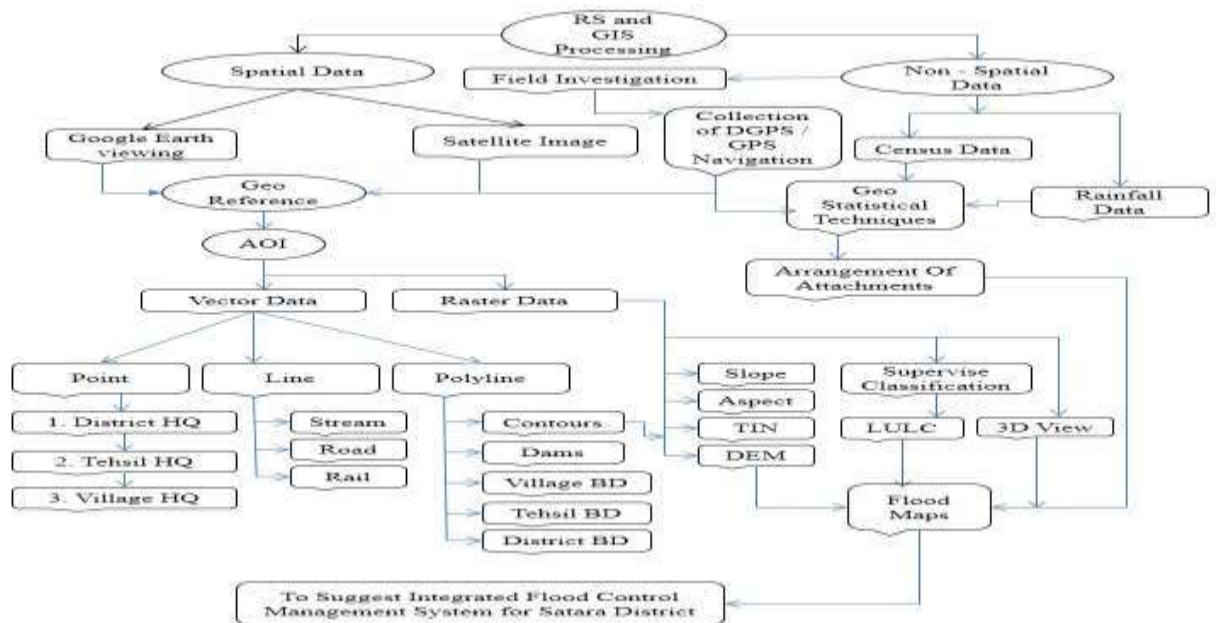 RS and
GIS
Processing
Spatial Data
Field Investigation
Non - Spatial
Data
Google Earth
viewing
Satellite Image
Collection
of DGPS /
GPS
Navigation
Census Data
Geo
Reference
Geo
Statistical
Techniques
Rainfall
Data
AOI
Arrangement Of
Attachments
Vector Data
Raster Data
Point
Line
Polyline
Slope
Supervise
Classification
1. District HQ
Stream
Contours
Aspect
2. Tehsil HQ
Road
Dams
TIN
LULC
3D View
3. Village HQ
Rail
Village BD
DEM
Tehsil BD
Flood
Maps
District BD
To Suggest Integrated Flood Control
Management System for Satara District